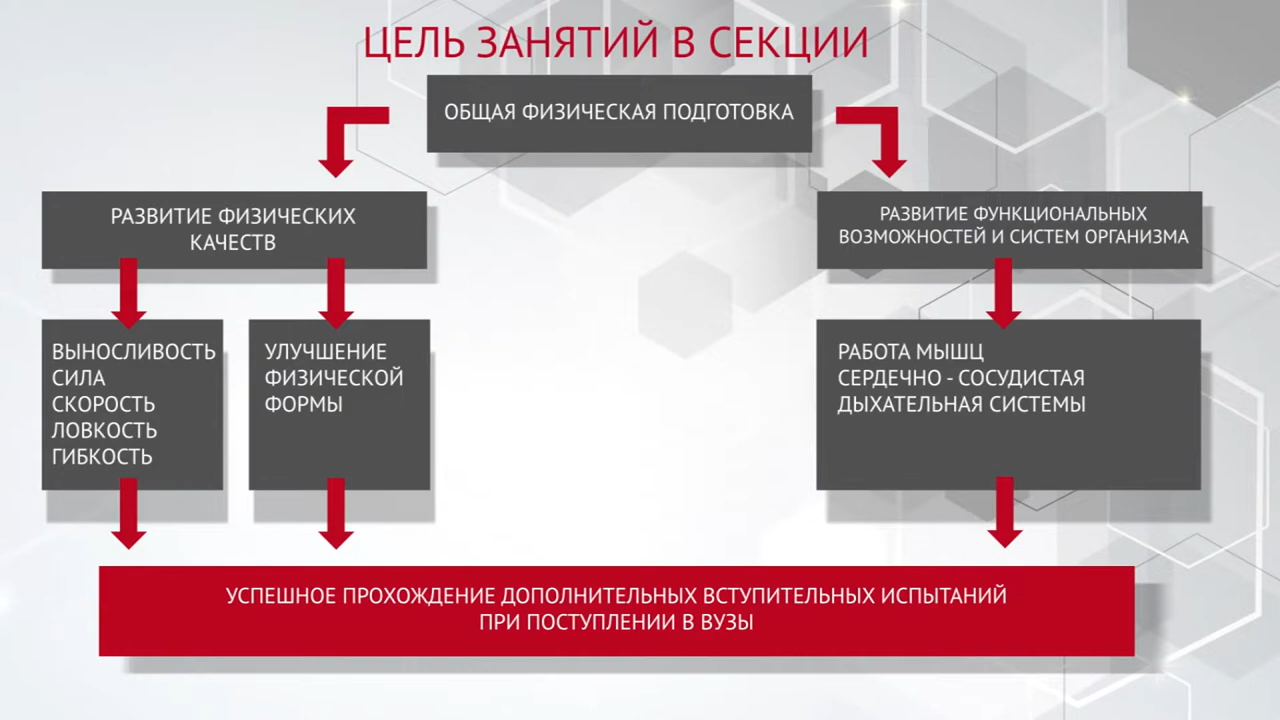 ЦЕЛЬ ЗАНЯТИЙ В СЕКЦИИ
ОБЩАЯ ФИЗИЧЕСКАЯ ПОДГОТОВКА
РАЗВИТИЕ ФИЗИЧЕСКИХ
КАЧЕСТВ
РАЗВИТИЕ ФУНКЦИОНАЛЬНЫХ
ВОЗМОЖНОСТЕЙ И СИСТЕМ ОРГАНИЗМА
ВЫНОСЛИВОСТЬ
СИЛА
СКОРОСТЬ
ЛОВКОСТЬ
ГИБКОСТЬ
УЛУЧШЕНИЕ
ФИЗИЧЕСКОЙ
ФОРМЫ
РАБОТА МЫШЦ
СЕРДЕЧНО - СОСУДИСТАЯ
ДЫХАТЕЛЬНАЯ СИСТЕМЫ
УСПЕШНОЕ ПРОХОЖДЕНИЕ ДОПОЛНИТЕЛЬНЫХ ВСТУПИТЕЛЬНЫХ ИСПЫТАНИЙ
ПРИ ПОСТУПЛЕНИИ В ВУЗЫ